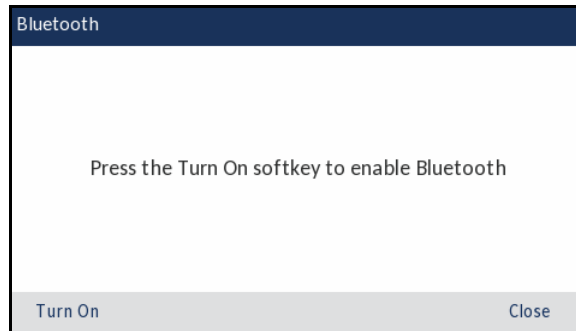 Bluetooth
Press the Turn On softkey to enable Bluetooth
Turn On Close